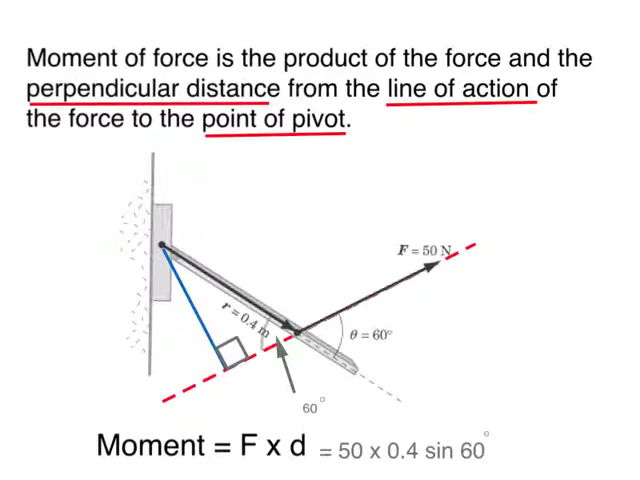 Moment of force is the product of the force and the
perpendicular distance from the line of action of
the force to the point of pivot.
F = 50 N
r = 0.4 m
θ = 60°
60°
Moment = F x d = 50 x 0.4 sin 60°